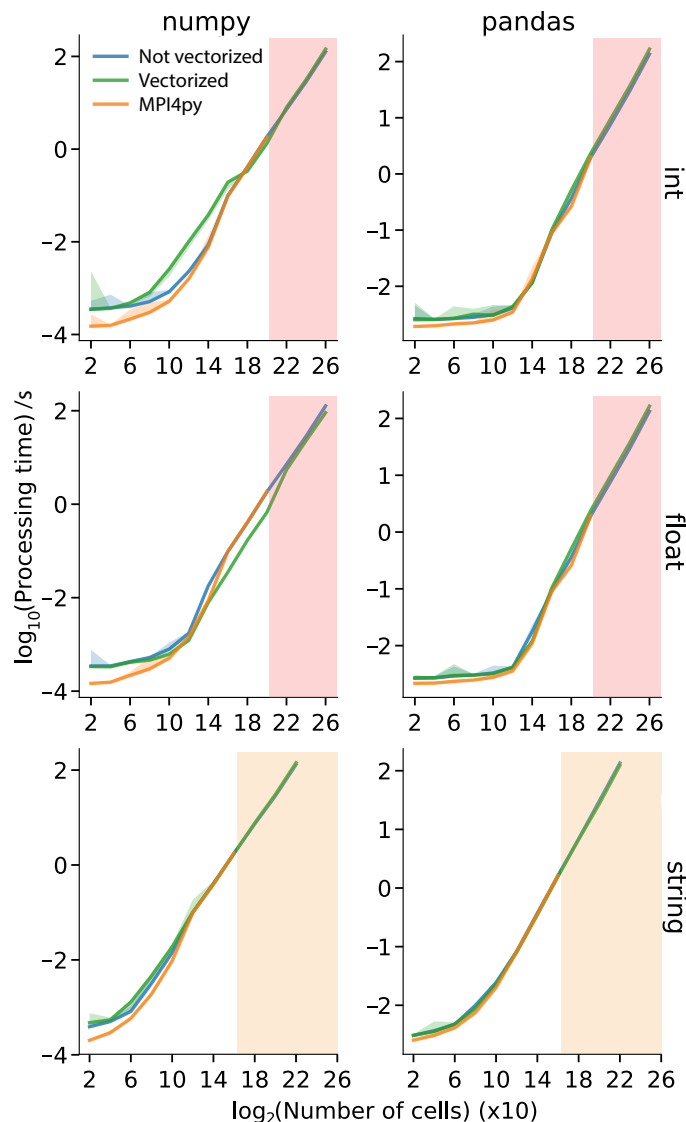 numpy
pandas
Not vectorized
Vectorized
MPI4py
2
0
−2
−4
2 6 10 14 18 22 26
2
1
0
−1
−2
2 6 10 14 18 22 26
int
log10(Processing time) /s
2
0
−2
−4
2 6 10 14 18 22 26
2
1
0
−1
−2
2 6 10 14 18 22 26
float
2
0
−2
−4
2 6 10 14 18 22 26
2
1
0
−1
−2
2 6 10 14 18 22 26
string
log2(Number of cells) (x10)